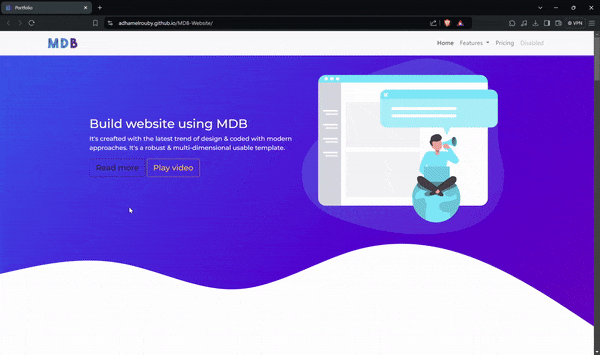 Portfolio
adhamelrouby.github.io/MDB-Website/
VPN
MDB
Home Features Pricing Disabled
Build website using MDB
It's creafted with the latest trend of design & coded with modern
approaches. It's a robust & multi-dimensional usable template.
Read more Play video